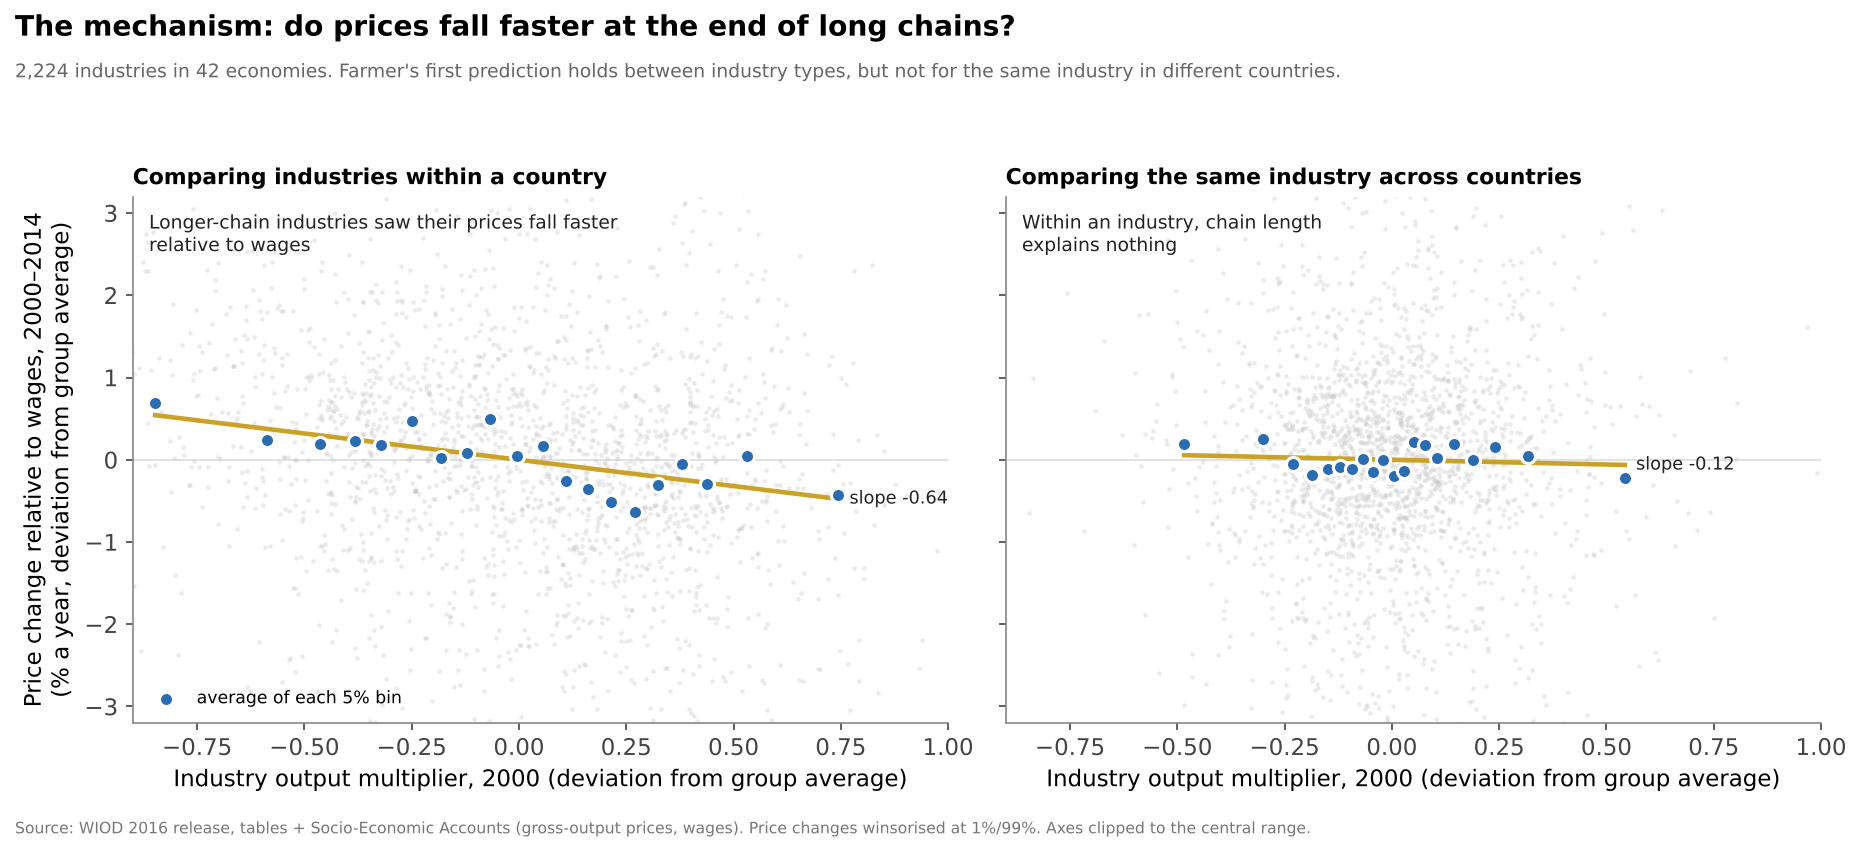 The mechanism: do prices fall faster at the end of long chains?
2,224 industries in 42 economies. Farmer's first prediction holds between industry types, but not for the same industry in different countries.
Comparing industries within a country
Longer-chain industries saw their prices fall faster
relative to wages
Price change relative to wages, 2000–2014
(% a year, deviation from group average)
3
2
1
0
−1
−2
−3
slope -0.64
average of each 5% bin
−0.75
−0.50
−0.25
0.00
0.25
0.50
0.75
1.00
Industry output multiplier, 2000 (deviation from group average)
Comparing the same industry across countries
Within an industry, chain length
explains nothing
slope -0.12
−0.75
−0.50
−0.25
0.00
0.25
0.50
0.75
1.00
Industry output multiplier, 2000 (deviation from group average)
Source: WIOD 2016 release, tables + Socio-Economic Accounts (gross-output prices, wages). Price changes winsorised at 1%/99%. Axes clipped to the central range.